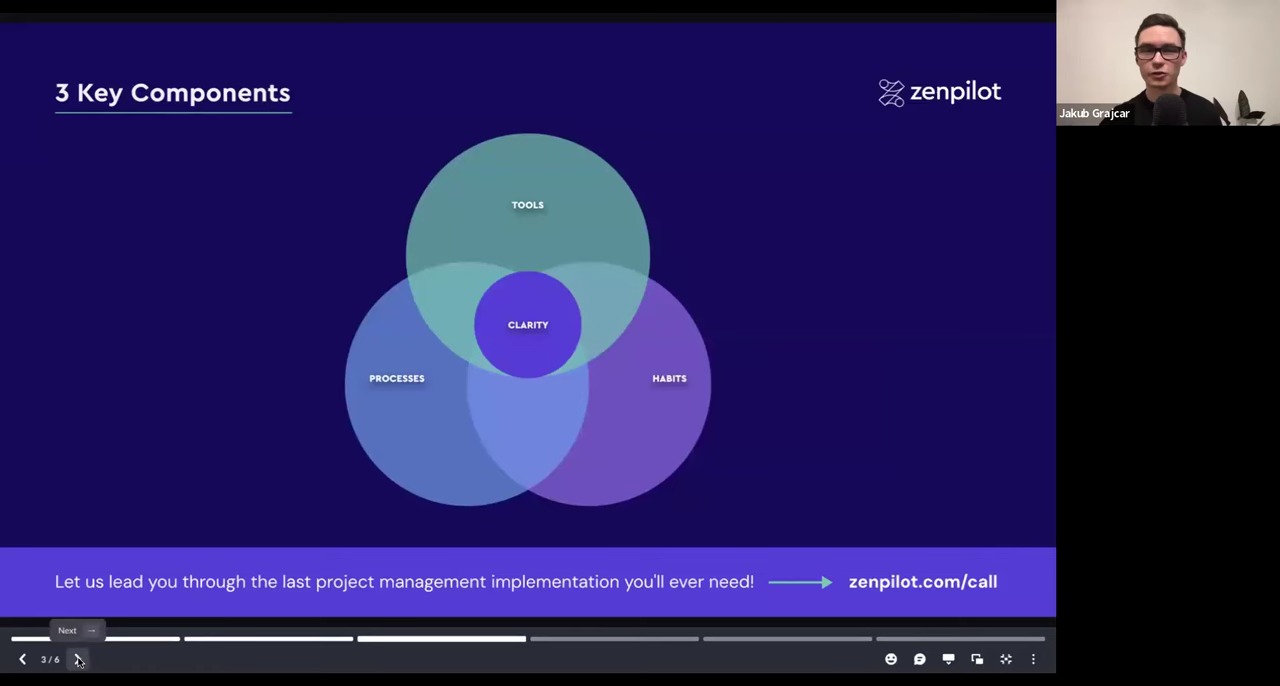 3 Key Components
zenpilot
Jakub Grajcar
TOOLS
CLARITY
PROCESSES
HABITS
Let us lead you through the last project management implementation you'll ever need!
zenpilot.com/call
Next →
3 / 6